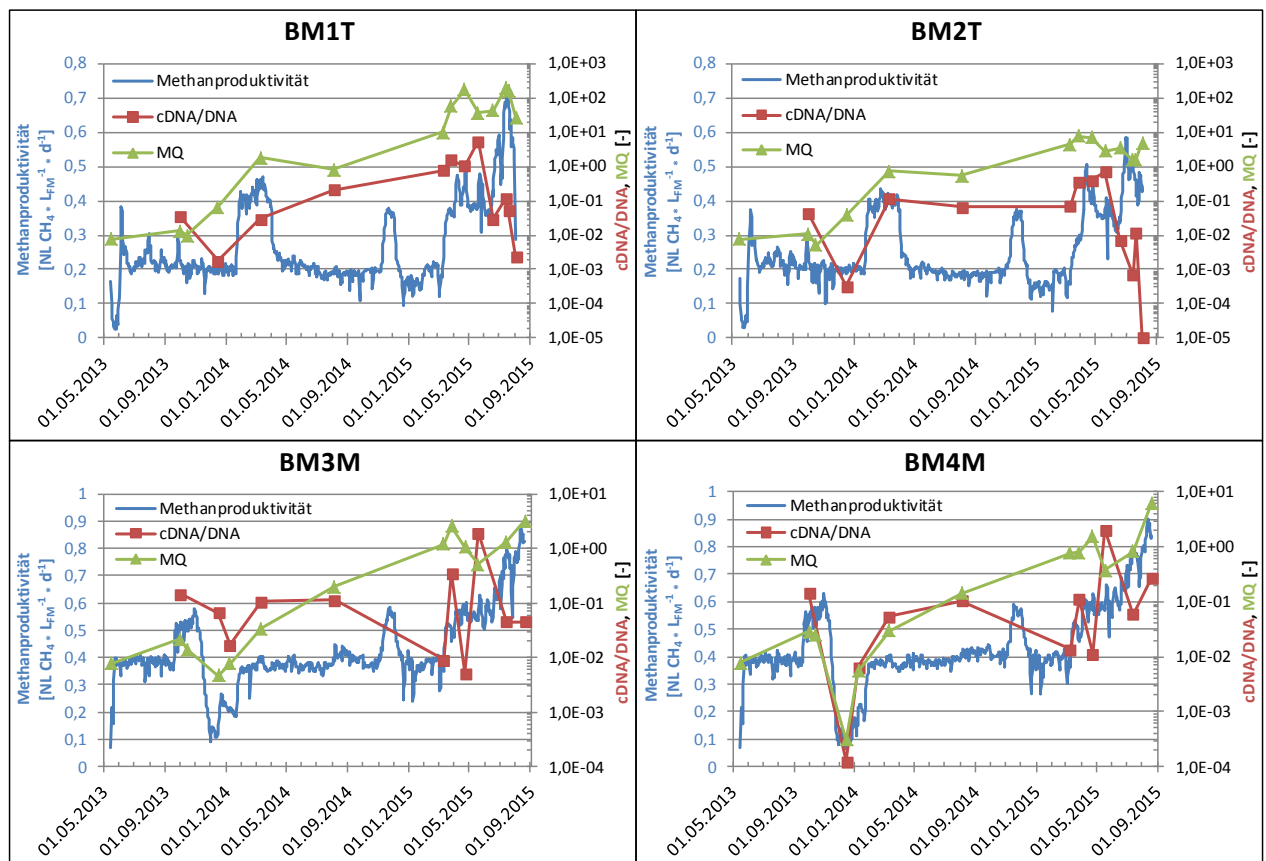 BM1T
Methanproduktivität
[NL CH₄ * L_FM⁻¹ * d⁻¹]
0,8
0,7
0,6
0,5
0,4
0,3
0,2
0,1
0
Methanproduktivität
cDNA/DNA
MQ
1,0E+03
1,0E+02
1,0E+01
1,0E+00
1,0E-01
1,0E-02
1,0E-03
1,0E-04
1,0E-05
cDNA/DNA, MQ [-]
01.05.2013
01.09.2013
01.01.2014
01.05.2014
01.09.2014
01.01.2015
01.05.2015
01.09.2015
BM2T
Methanproduktivität
[NL CH₄ * L_FM⁻¹ * d⁻¹]
0,8
0,7
0,6
0,5
0,4
0,3
0,2
0,1
0
Methanproduktivität
cDNA/DNA
MQ
1,0E+03
1,0E+02
1,0E+01
1,0E+00
1,0E-01
1,0E-02
1,0E-03
1,0E-04
1,0E-05
cDNA/DNA, MQ [-]
01.05.2013
01.09.2013
01.01.2014
01.05.2014
01.09.2014
01.01.2015
01.05.2015
01.09.2015
BM3M
Methanproduktivität
[NL CH₄ * L_FM⁻¹ * d⁻¹]
1
0,9
0,8
0,7
0,6
0,5
0,4
0,3
0,2
0,1
0
Methanproduktivität
cDNA/DNA
MQ
1,0E+01
1,0E+00
1,0E-01
1,0E-02
1,0E-03
1,0E-04
cDNA/DNA, MQ [-]
01.05.2013
01.09.2013
01.01.2014
01.05.2014
01.09.2014
01.01.2015
01.05.2015
01.09.2015
BM4M
Methanproduktivität
[NL CH₄ * L_FM⁻¹ * d⁻¹]
1
0,9
0,8
0,7
0,6
0,5
0,4
0,3
0,2
0,1
0
Methanproduktivität
cDNA/DNA
MQ
1,0E+01
1,0E+00
1,0E-01
1,0E-02
1,0E-03
1,0E-04
cDNA/DNA, MQ [-]
01.05.2013
01.09.2013
01.01.2014
01.05.2014
01.09.2014
01.01.2015
01.05.2015
01.09.2015